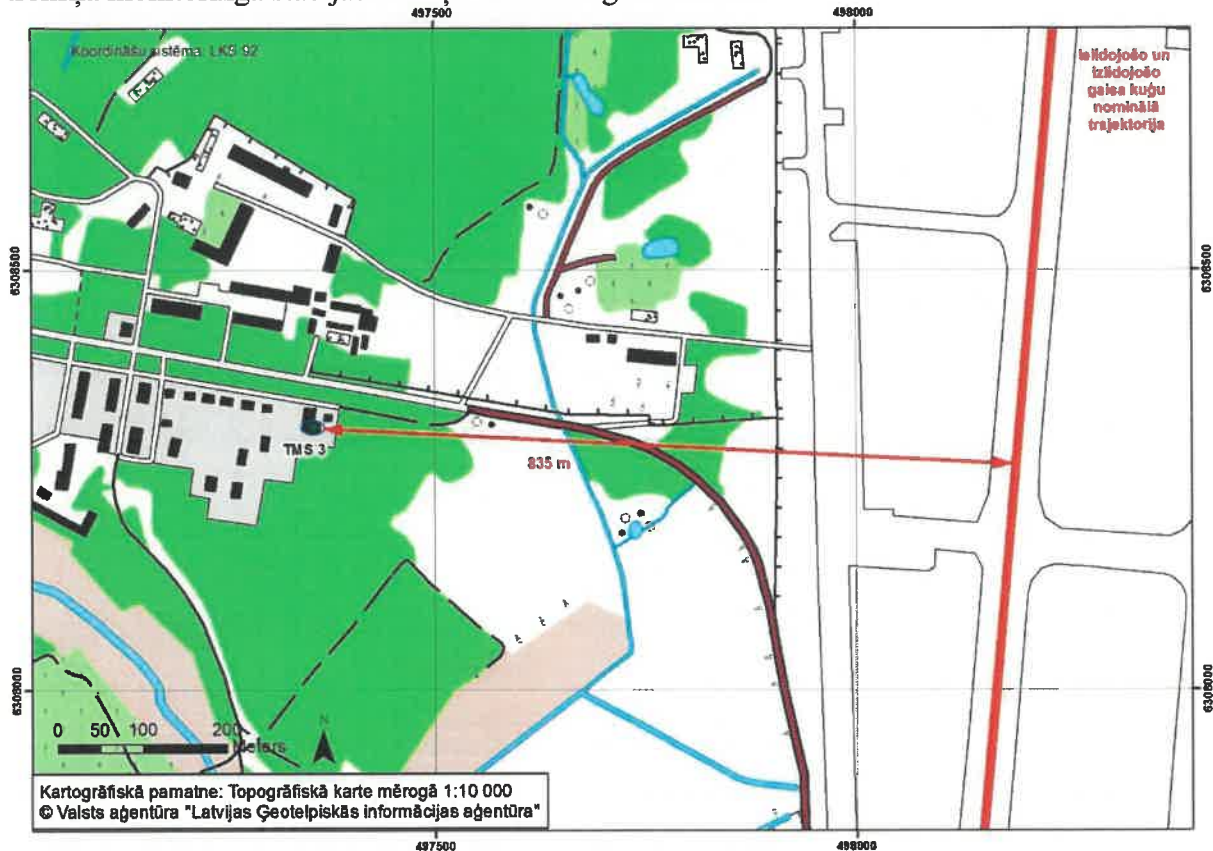 497500
498000
Koordināšu sistēma: LKS 92
Ielidojošo un
izlidojošo
gaisa kuģu
nominālā
trajektorija
6308500
6308500
TMS 3
835 m
6308000
6308000
0 50 100 200
Meters
N
Kartogrāfiskā pamatne: Topogrāfiskā karte mērogā 1:10 000
© Valsts aģentūra "Latvijas Ģeotelpiskās informācijas aģentūra"
497500
498000